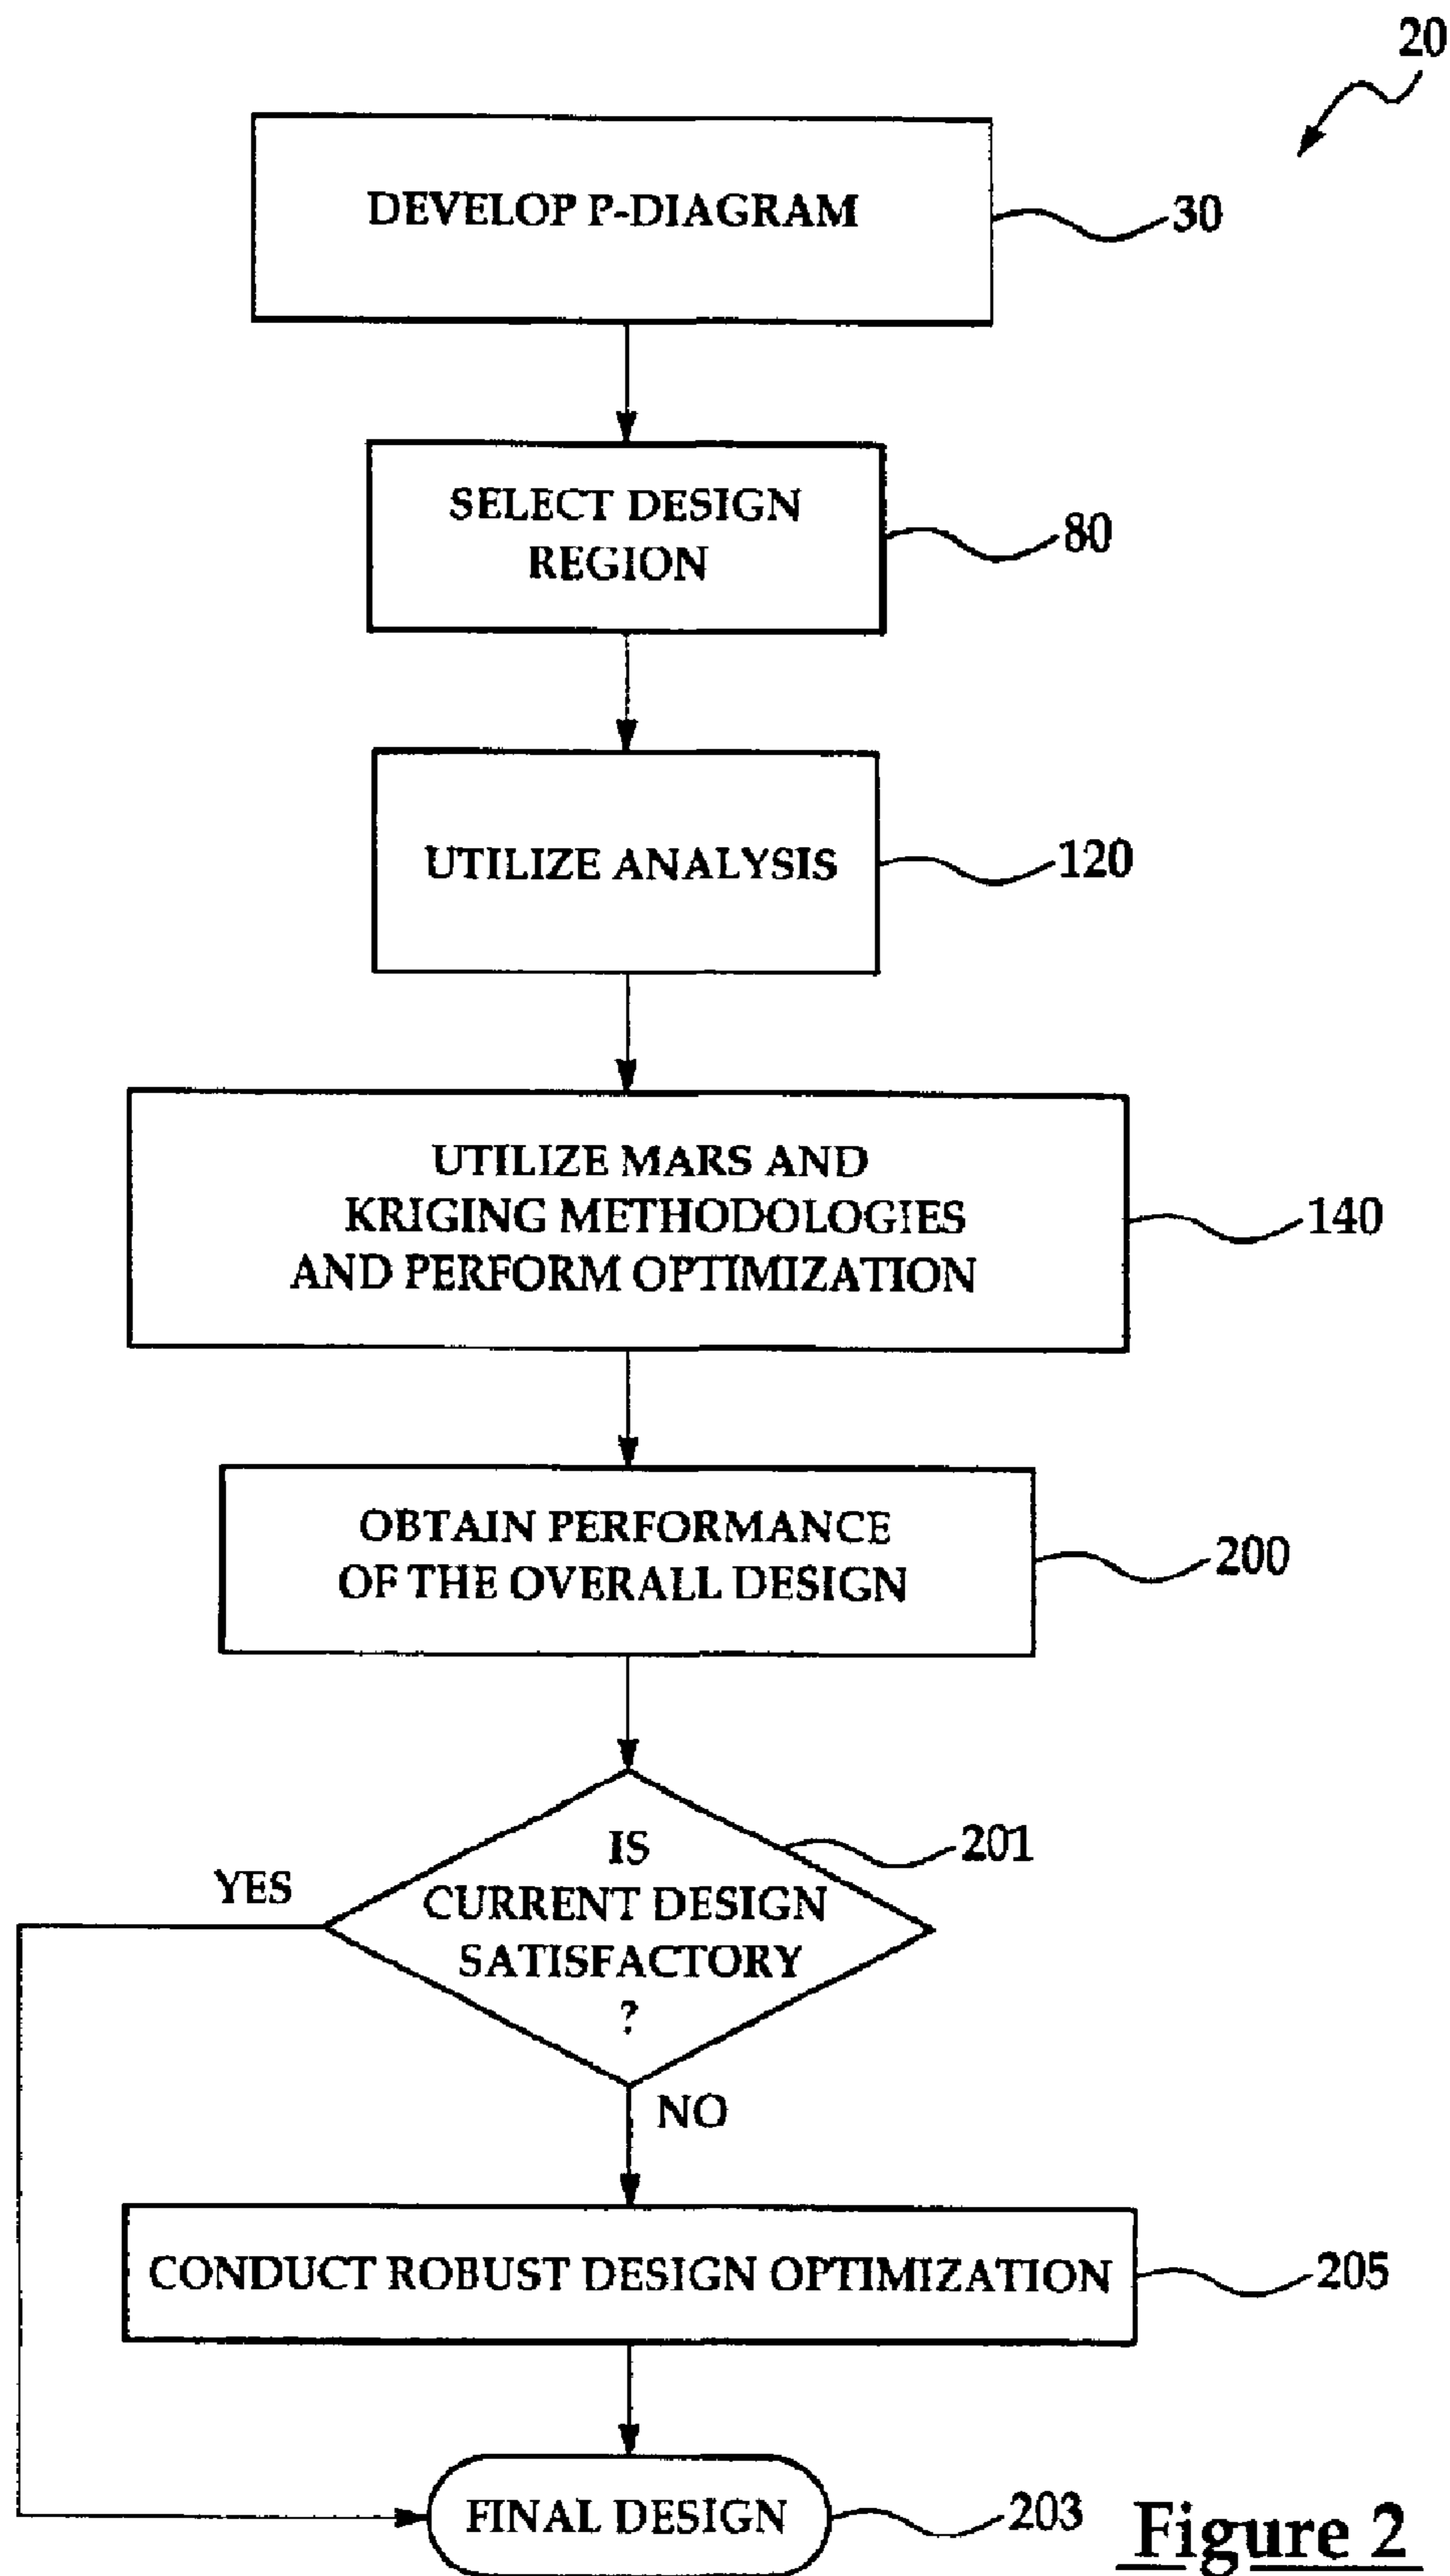 20
DEVELOP P-DIAGRAM
30
SELECT DESIGN
REGION
80
UTILIZE ANALYSIS
120
UTILIZE MARS AND
KRIGING METHODOLOGIES
AND PERFORM OPTIMIZATION
140
OBTAIN PERFORMANCE
OF THE OVERALL DESIGN
200
IS
CURRENT DESIGN
SATISFACTORY
?
201
YES
NO
CONDUCT ROBUST DESIGN OPTIMIZATION
205
FINAL DESIGN
203
Figure 2